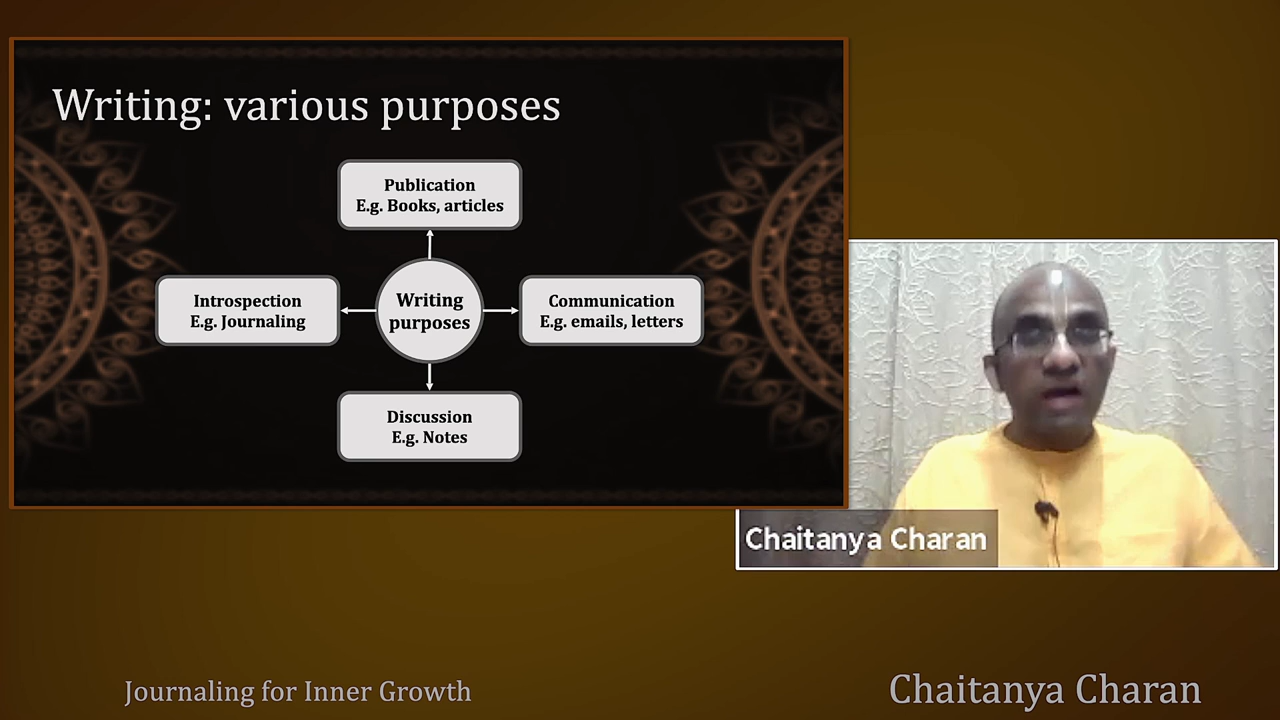 Writing: various purposes
Publication
E.g. Books, articles
Introspection
E.g. Journaling
Writing
purposes
Communication
E.g. emails, letters
Discussion
E.g. Notes
Chaitanya Charan
Journaling for Inner Growth
Chaitanya Charan